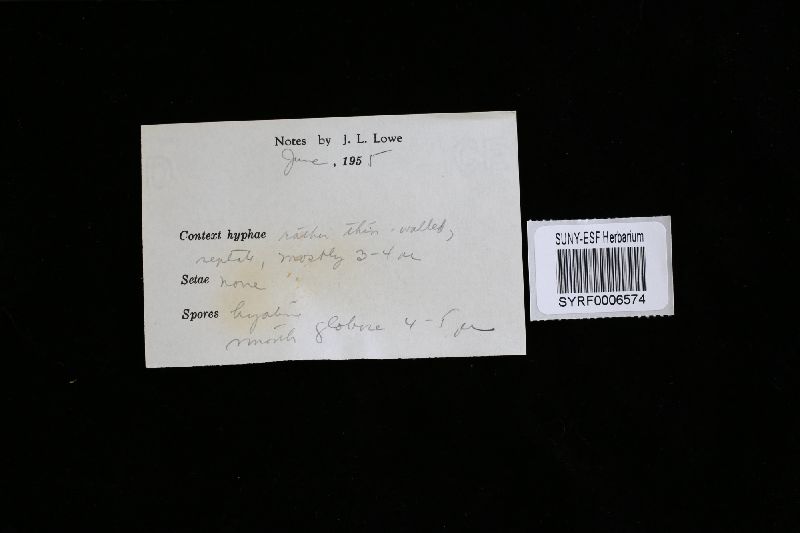 Notes by J. L. Lowe
June, 1955
Context hyphae rather thin-walled,
septate, mostly 3-4 µ
Setae none
Spores hyaline
smooth globose 4-5 µ
SUNY-ESF Herbarium
SYRF0006574